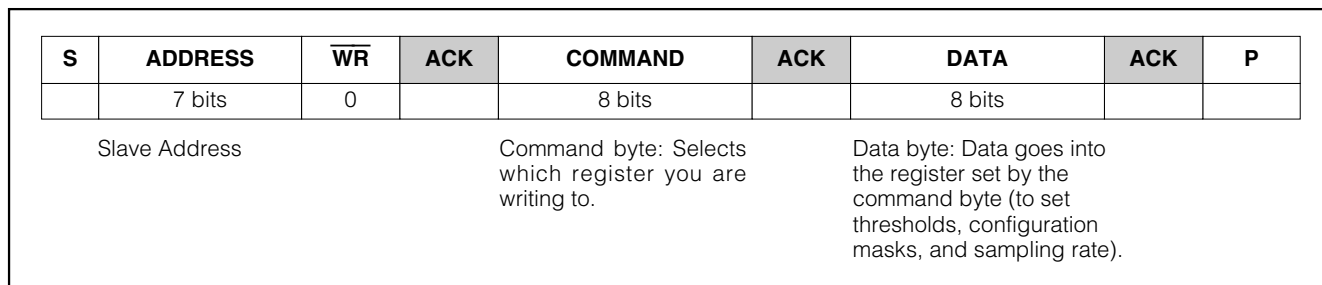 S ADDRESS WR ACK COMMAND ACK DATA ACK P
7 bits 0 8 bits 8 bits
Slave Address
Command byte: Selects
which register you are
writing to.
Data byte: Data goes into
the register set by the
command byte (to set
thresholds, configuration
masks, and sampling rate).